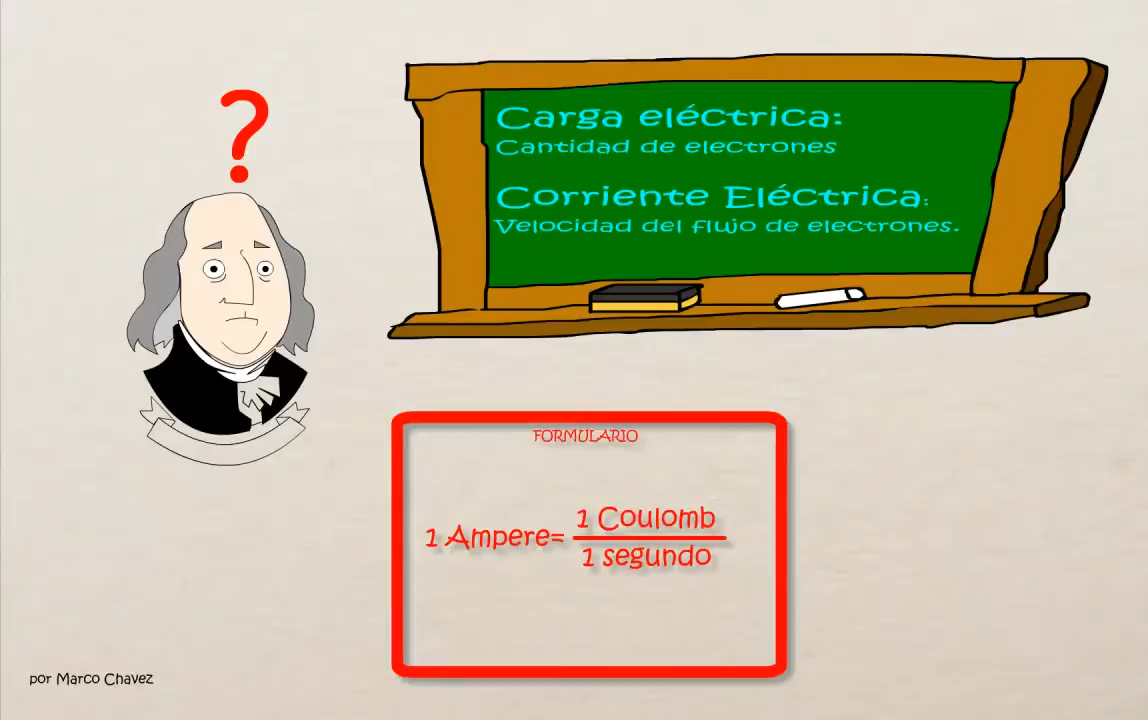 ?
Carga eléctrica:
Cantidad de electrones
Corriente Eléctrica:
Velocidad del flujo de electrones.
FORMULARIO
1 Ampere= 1 Coulomb
1 segundo
por Marco Chavez